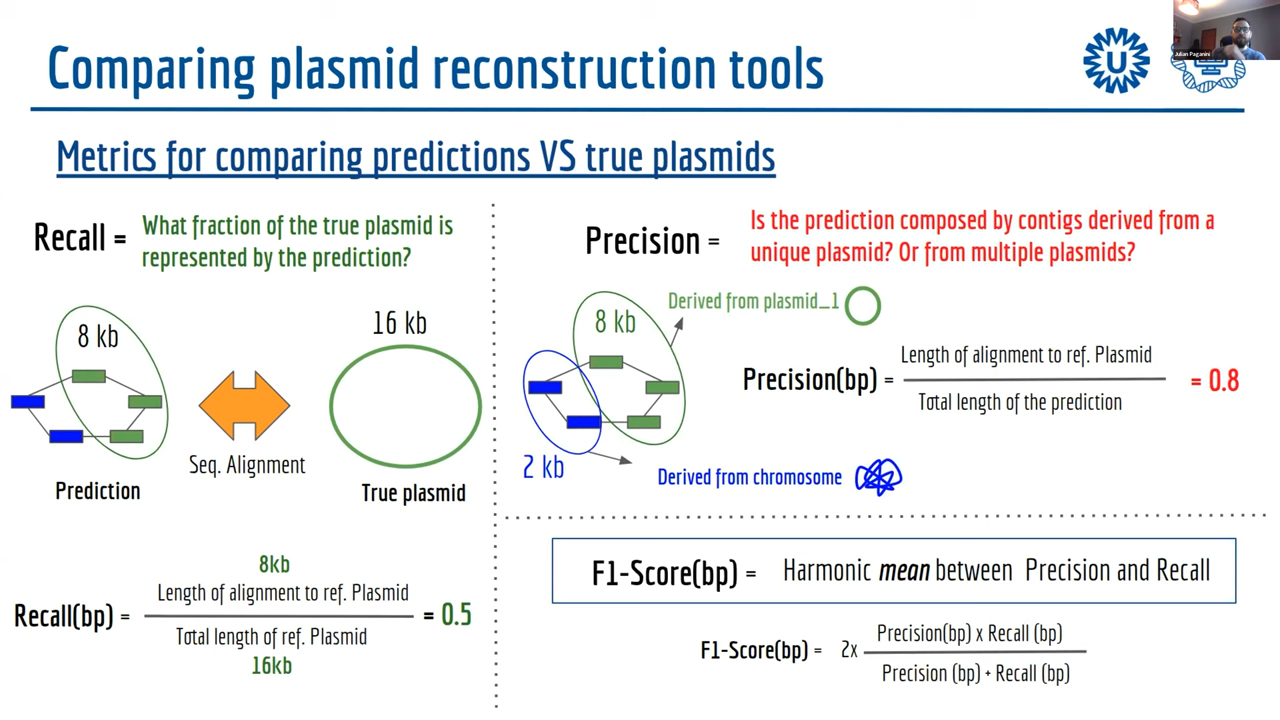 Comparing plasmid reconstruction tools
U
Julian Paganini
Metrics for comparing predictions VS true plasmids
Recall =
What fraction of the true plasmid is
represented by the prediction?
8 kb
16 kb
Seq. Alignment
Prediction
True plasmid
8kb
Recall(bp) =
Length of alignment to ref. Plasmid
Total length of ref. Plasmid
= 0.5
16kb
Precision =
Is the prediction composed by contigs derived from a
unique plasmid? Or from multiple plasmids?
Derived from plasmid_1
8 kb
Precision(bp) =
Length of alignment to ref. Plasmid
Total length of the prediction
= 0.8
2 kb
Derived from chromosome
F1-Score(bp) = Harmonic mean between Precision and Recall
F1-Score(bp) = 2x
Precision(bp) x Recall (bp)
Precision (bp) + Recall (bp)